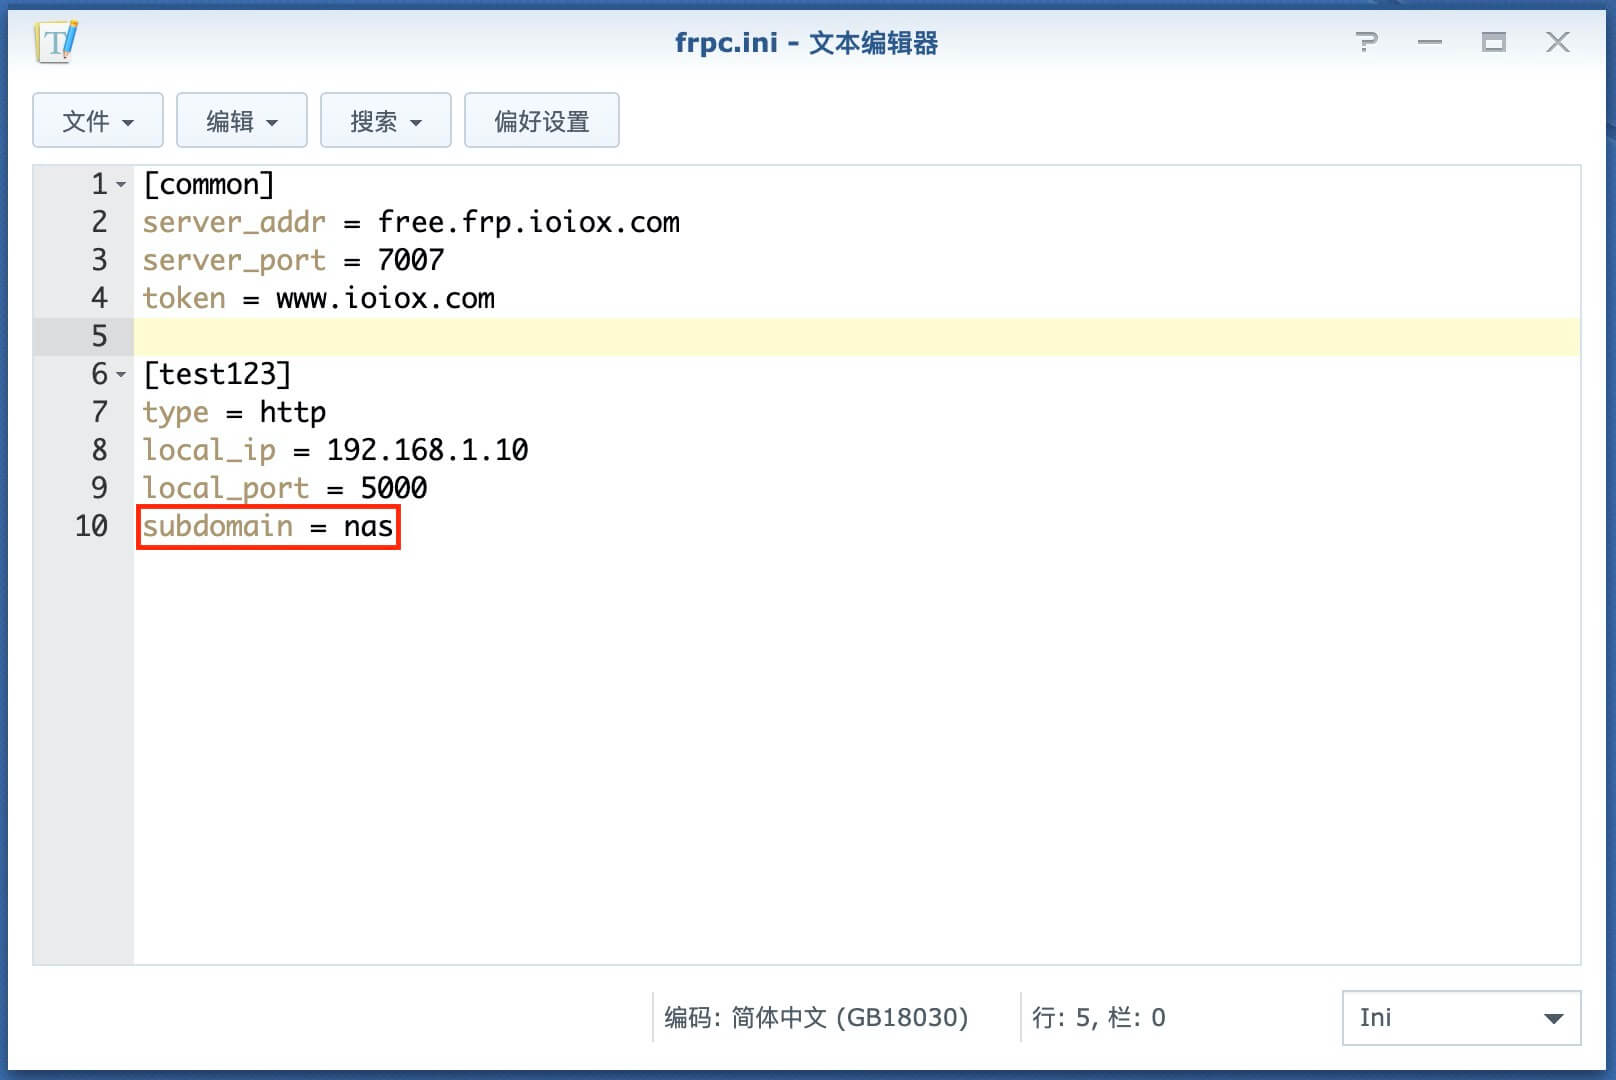 frpc.ini - 文本编辑器
文件 编辑 搜索 偏好设置
1 [common]
2 server_addr = free.frp.ioiox.com
3 server_port = 7007
4 token = www.ioiox.com
5
6 [test123]
7 type = http
8 local_ip = 192.168.1.10
9 local_port = 5000
10 subdomain = nas
编码: 简体中文 (GB18030) 行: 5, 栏: 0 Ini